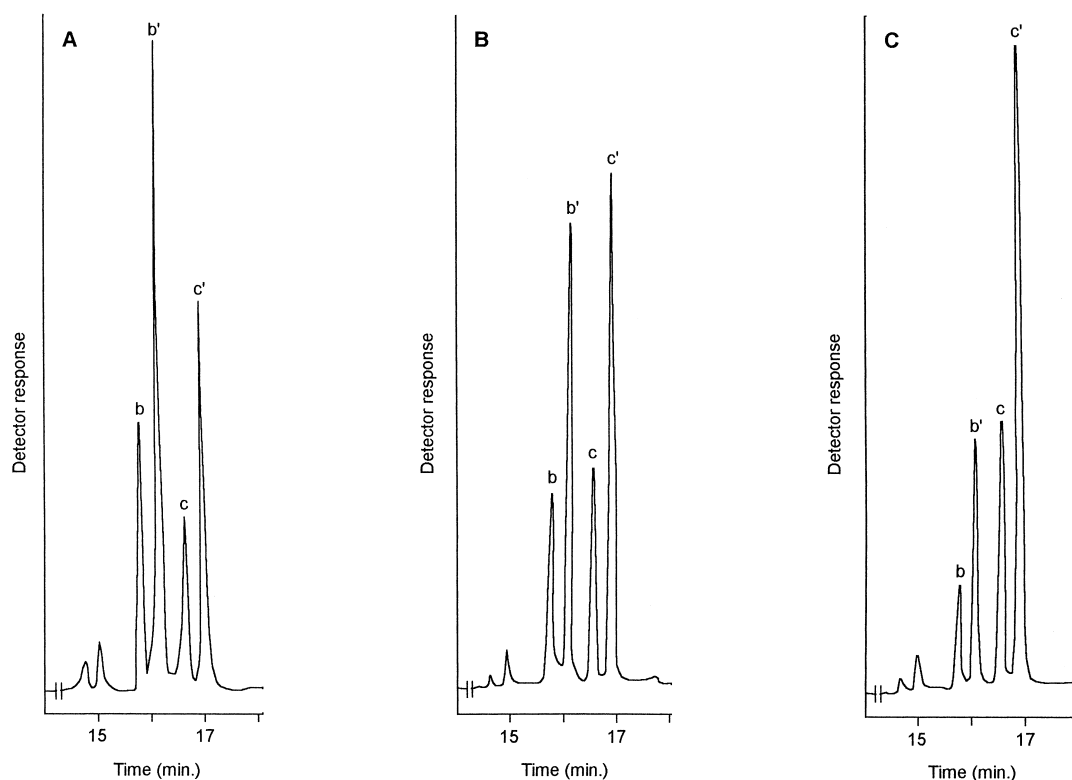 A
b'
c'
b
c
Detector response
15
17
Time (min.)
B
c'
b'
c
b
Detector response
15
17
Time (min.)
C
c'
c
b'
b
Detector response
15
17
Time (min.)